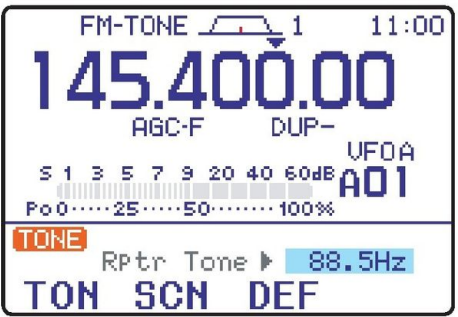 FM-TONE 1 11:00
145.400.00
AGC-F DUP-
VFOA
S 1 3 5 7 9 20 40 60dB A01
Po 0·····25·····50········100%
TONE
RPtr Tone ▶ 88.5Hz
TON SCN DEF